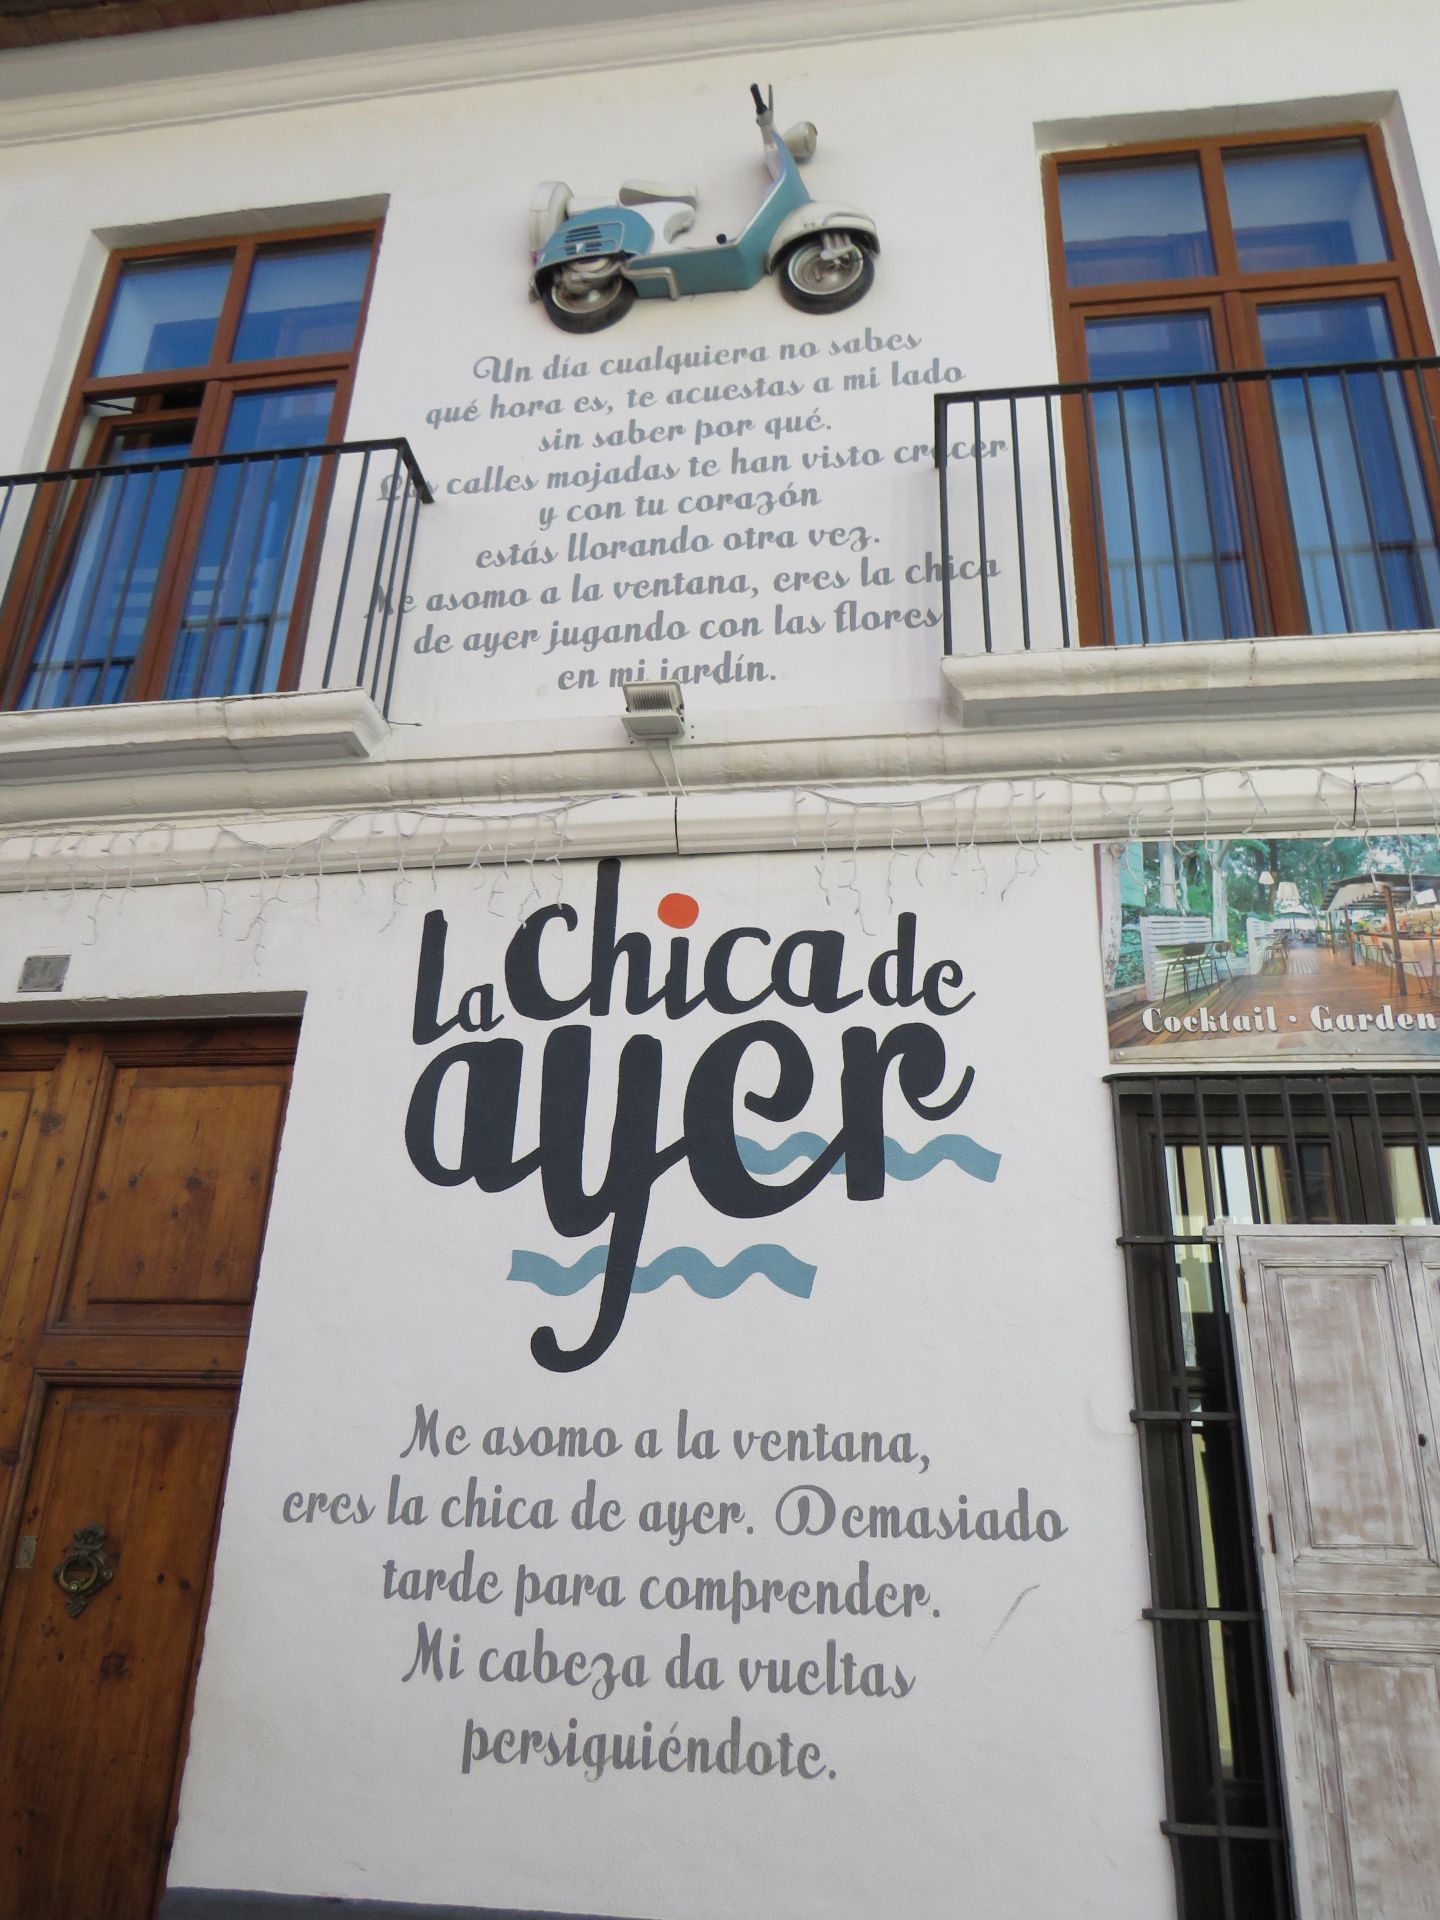 Un día cualquiera no sabes
qué hora es, te acuestas a mi lado
sin saber por qué.
Las calles mojadas te han visto crecer
y con tu corazón
estás llorando otra vez.
Me asomo a la ventana, eres la chica
de ayer jugando con las flores
en mi jardín.
La chica de
ayer
Cocktail · Garden
Me asomo a la ventana,
eres la chica de ayer. Demasiado
tarde para comprender.
Mi cabeza da vueltas
persiguiéndote.